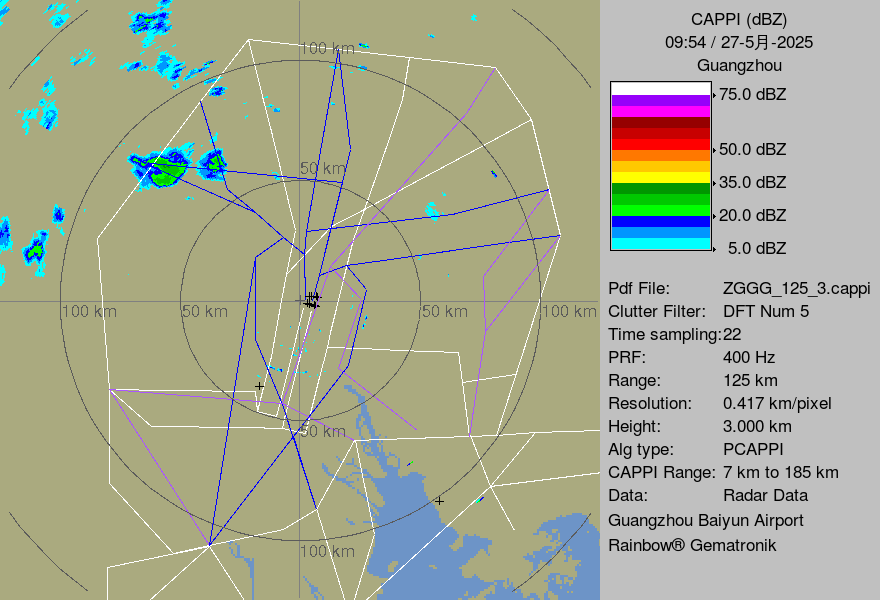 CAPPI (dBZ)
09:54 / 27-5月-2025
Guangzhou
75.0 dBZ
50.0 dBZ
35.0 dBZ
20.0 dBZ
5.0 dBZ
Pdf File: ZGGG_125_3.cappi
Clutter Filter: DFT Num 5
Time sampling:22
PRF: 400 Hz
Range: 125 km
Resolution: 0.417 km/pixel
Height: 3.000 km
Alg type: PCAPPI
CAPPI Range: 7 km to 185 km
Data: Radar Data
Guangzhou Baiyun Airport
Rainbow® Gematronik
100 km
50 km
100 km
50 km
50 km
100 km
50 km
100 km